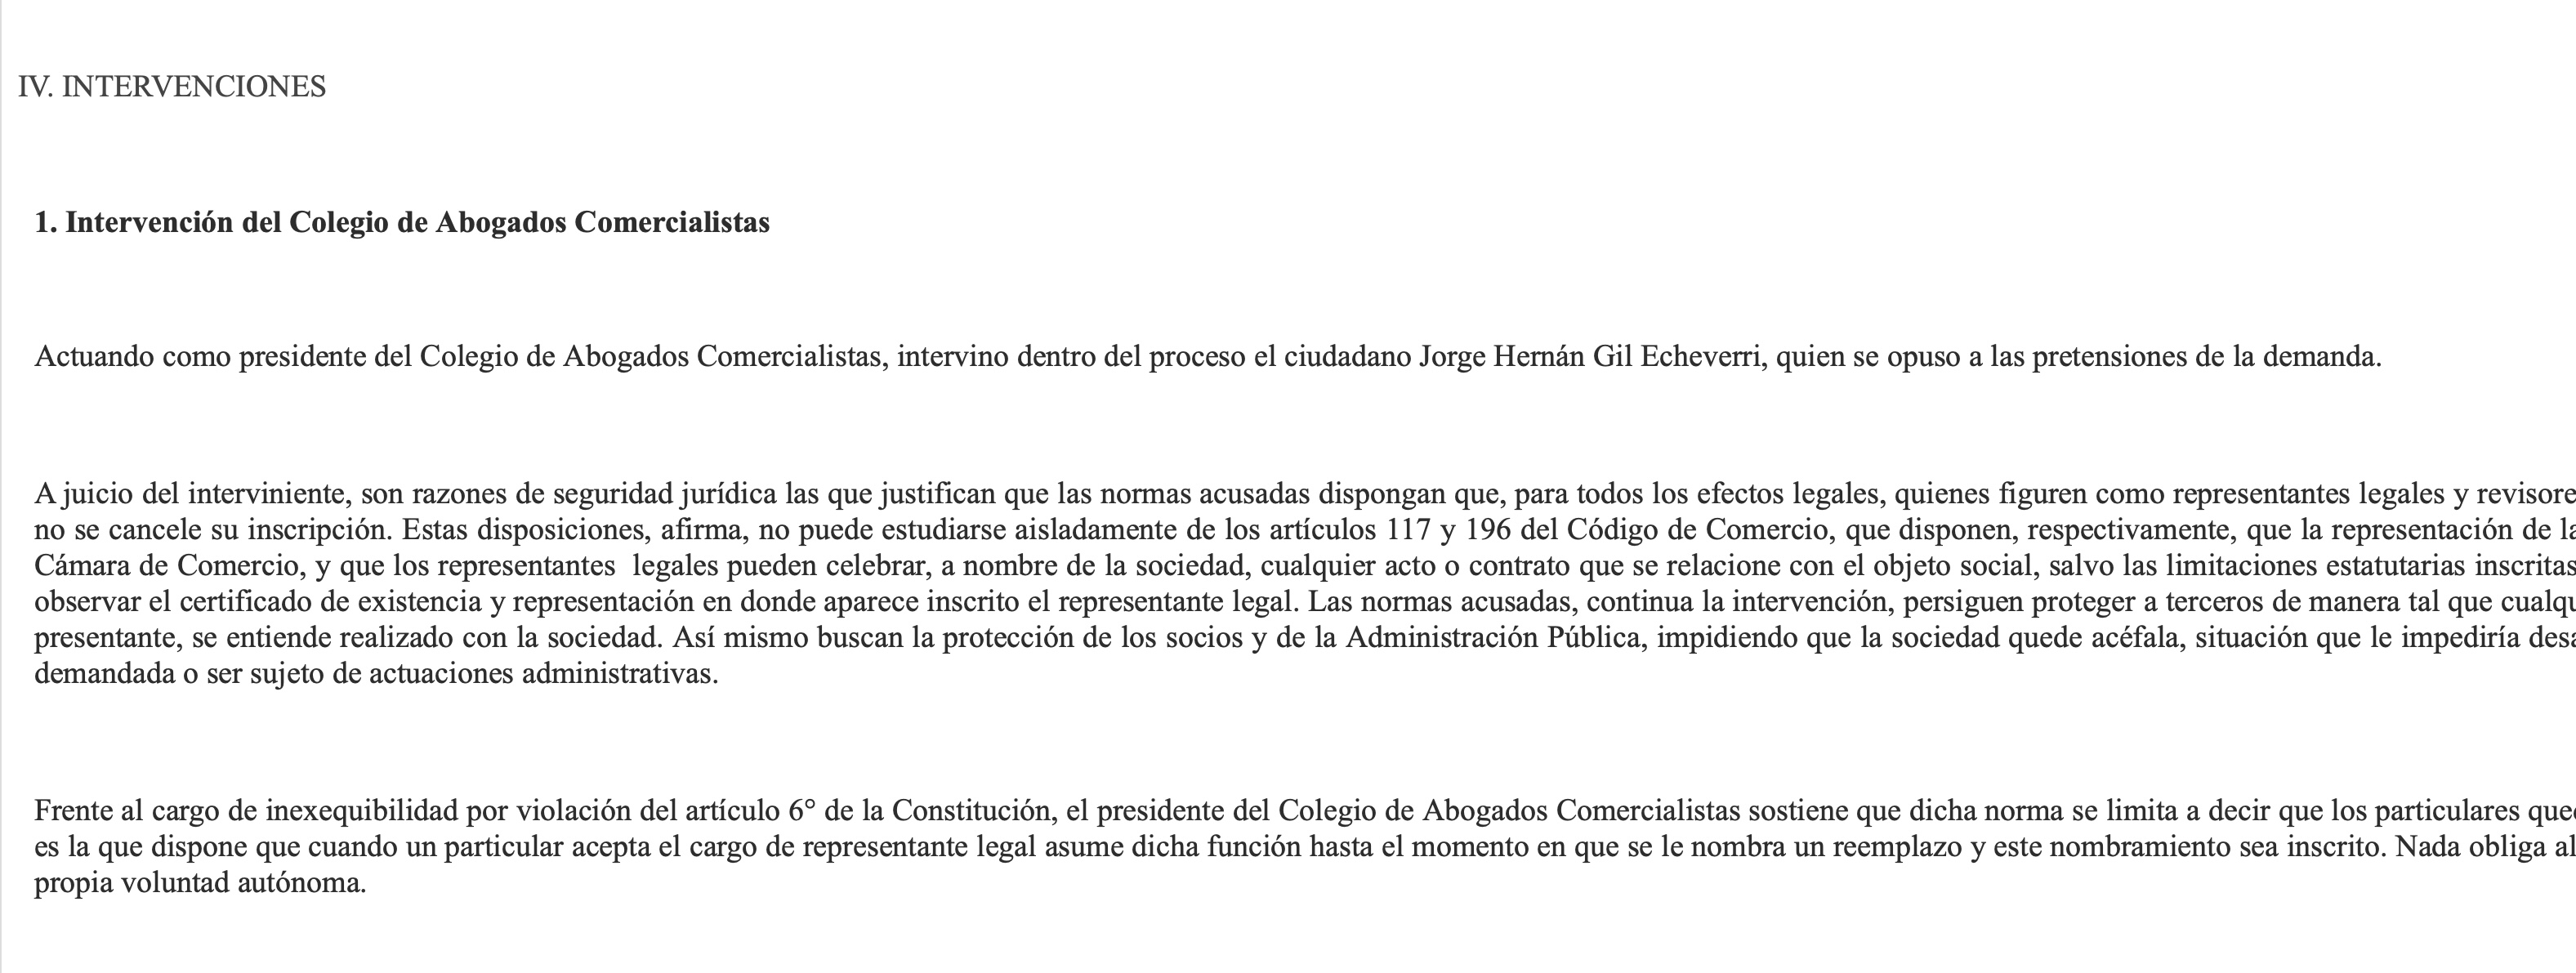 IV. INTERVENCIONES
1. Intervención del Colegio de Abogados Comercialistas
Actuando como presidente del Colegio de Abogados Comercialistas, intervino dentro del proceso el ciudadano Jorge Hernán Gil Echeverri, quien se opuso a las pretensiones de la demanda.
A juicio del interviniente, son razones de seguridad jurídica las que justifican que las normas acusadas dispongan que, para todos los efectos legales, quienes figuren como representantes legales y revisore
no se cancele su inscripción. Estas disposiciones, afirma, no puede estudiarse aisladamente de los artículos 117 y 196 del Código de Comercio, que disponen, respectivamente, que la representación de
Cámara de Comercio, y que los representantes  legales pueden celebrar, a nombre de la sociedad, cualquier acto o contrato que se relacione con el objeto social, salvo las limitaciones estatutarias inscritas
observar el certificado de existencia y representación en donde aparece inscrito el representante legal. Las normas acusadas, continua la intervención, persiguen proteger a terceros de manera tal que
presentante, se entiende realizado con la sociedad. Así mismo buscan la protección de los socios y de la Administración Pública, impidiendo que la sociedad quede acéfala, situación que le impediría
demandada o ser sujeto de actuaciones administrativas.
Frente al cargo de inexequibilidad por violación del artículo 6° de la Constitución, el presidente del Colegio de Abogados Comercialistas sostiene que dicha norma se limita a decir que los particulares
es la que dispone que cuando un particular acepta el cargo de representante legal asume dicha función hasta el momento en que se le nombra un reemplazo y este nombramiento sea inscrito. Nada obliga al
propia voluntad autónoma.